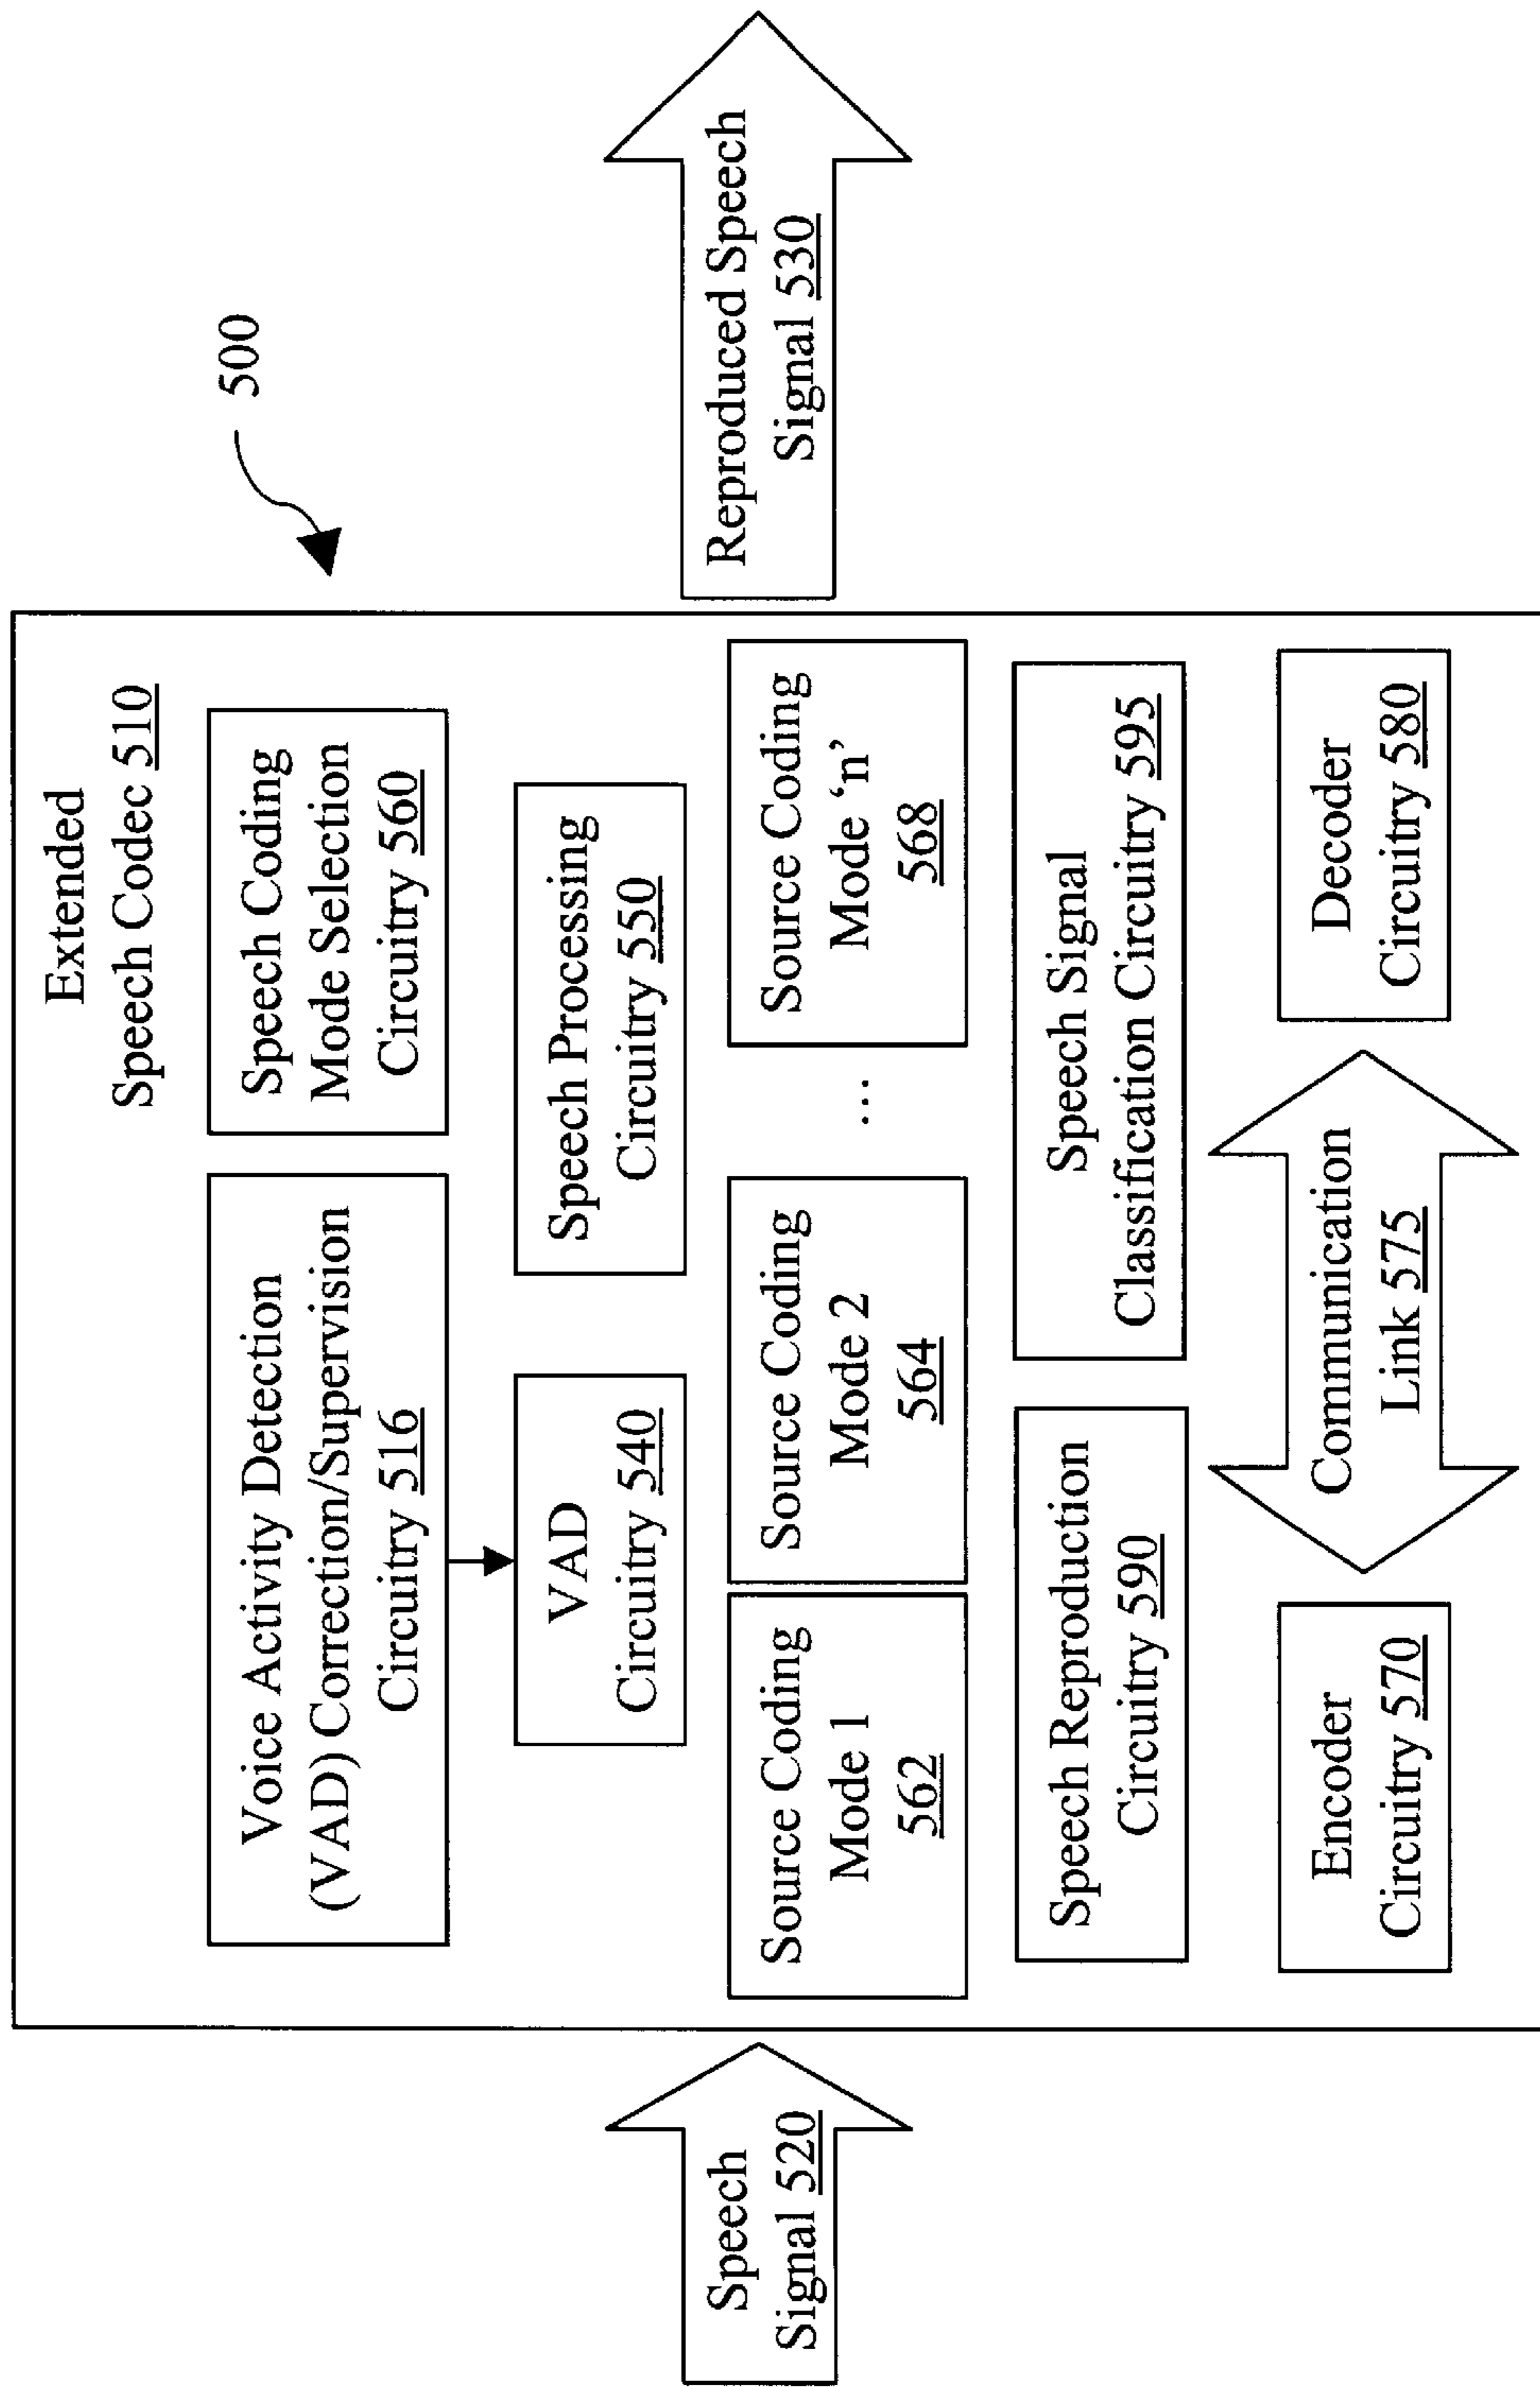 500
Extended
Speech Codec 510
Voice Activity Detection
(VAD) Correction/Supervision
Circuitry 516
Speech Coding
Mode Selection
Circuitry 560
VAD
Circuitry 540
Speech Processing
Circuitry 550
Speech
Signal 520
Reproduced Speech
Signal 530
Source Coding
Mode 1
562
Source Coding
Mode 2
564
...
Source Coding
Mode ‘n’
568
Speech Reproduction
Circuitry 590
Speech Signal
Classification Circuitry 595
Encoder
Circuitry 570
Communication
Link 575
Decoder
Circuitry 580